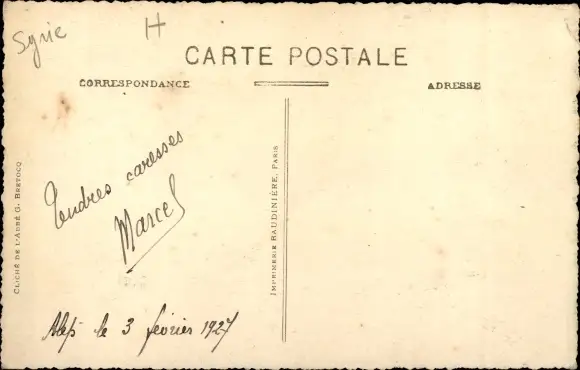 Syrie H
CARTE POSTALE
CORRESPONDANCE
ADRESSE
CLICHÉ DE L'ABBÉ G. BRETOCQ
Tendres caresses
Marcel
Alep le 3 février 1927
IMPRIMERIE BAUDINIÈRE, PARIS